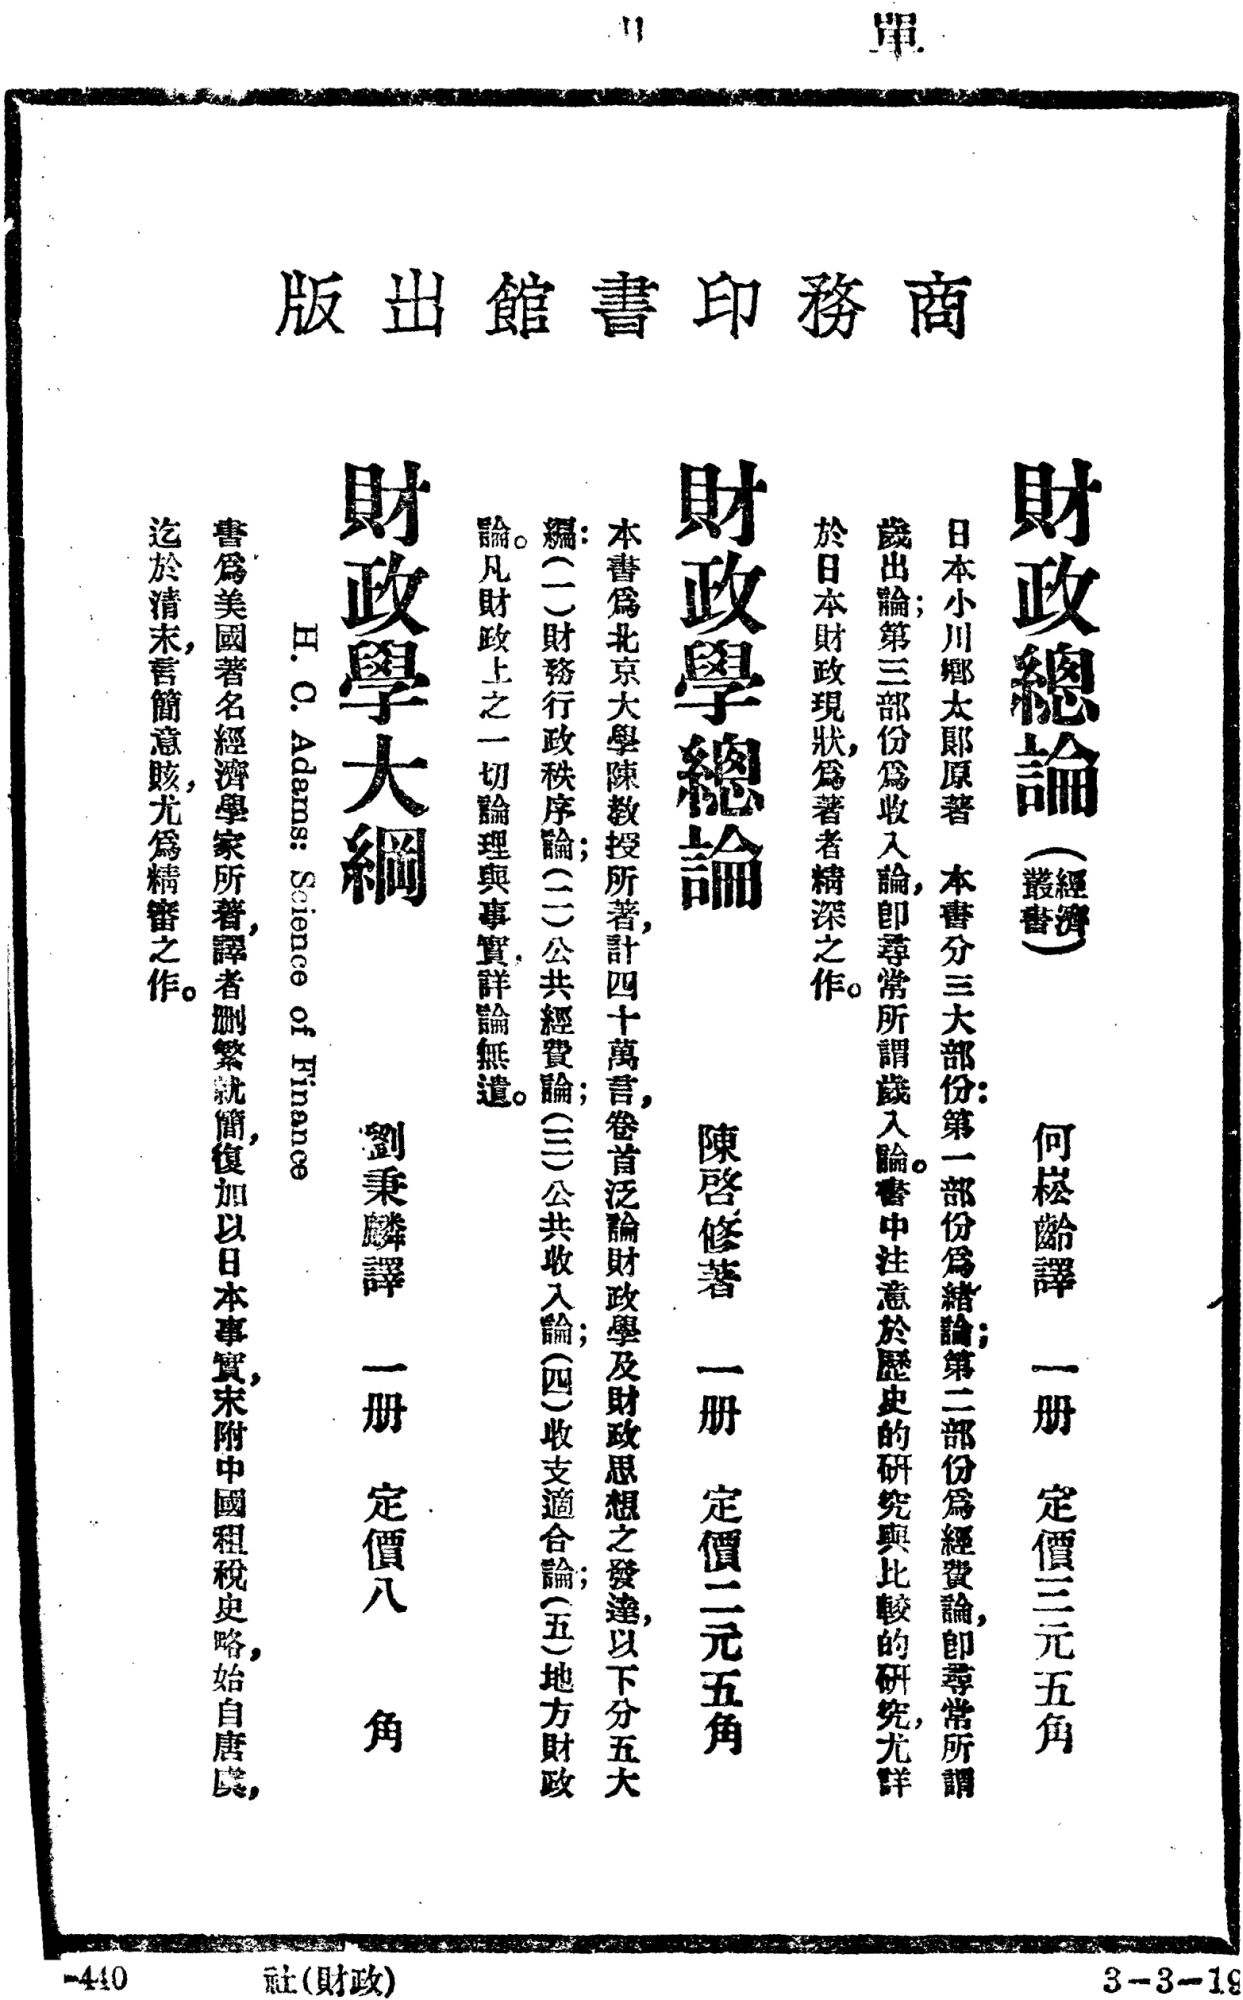 單
商務印書館出版
財政總論（經濟叢書） 何崧齡譯 一册 定價三元五角
日本小川鄉太郎原著 本書分三大部份：第一部份爲緒論；第二部份爲經費論，卽尋常所謂
歲出論；第三部份爲收入論，卽尋常所謂歲入論。書中注意於歷史的研究與比較的研究，尤詳
於日本財政現狀，爲著者精深之作。
財政學總論 陳啓修著 一册 定價二元五角
本書爲北京大學陳教授所著，計四十萬言，卷首泛論財政學及財政思想之發達，以下分五大
編：（一）財務行政秩序論；（二）公共經費論；（三）公共收入論；（四）收支適合論；（五）地方財政
論。凡財政上之一切論理與事實，詳論無遺。
財政學大綱 劉秉麟譯 一册 定價八角
H. C. Adams: Science of Finance
書爲美國著名經濟學家所著，譯者删繁就簡，復加以日本事實，末附中國租稅史略，始自唐虞，
迄於清末，言簡意賅，尤爲精審之作。
社(財政)
-440
3-3-19